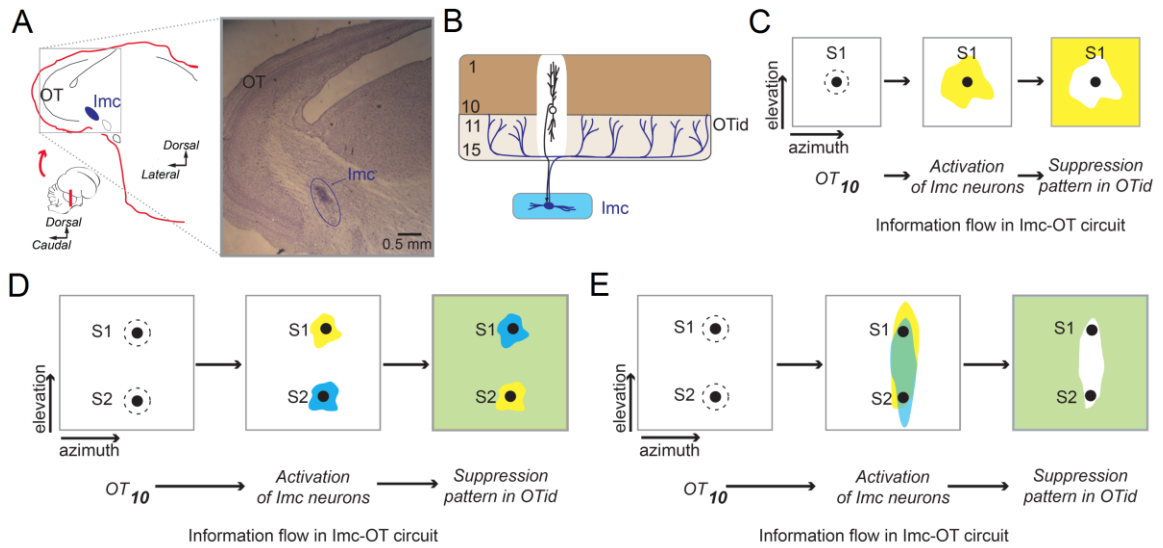 A
OT
Imc
Dorsal
Lateral
Dorsal
Caudal
OT
Imc
0.5 mm
B
1
10
11
15
OTid
Imc
C
S1
S1
S1
elevation
azimuth
OT10
Activation
of Imc neurons
Suppression
pattern in OTid
Information flow in Imc-OT circuit
D
S1
S2
S1
S2
S1
S2
elevation
azimuth
OT10
Activation
of Imc neurons
Suppression
pattern in OTid
Information flow in Imc-OT circuit
E
S1
S2
S1
S2
S1
S2
elevation
azimuth
OT10
Activation
of Imc neurons
Suppression
pattern in OTid
Information flow in Imc-OT circuit